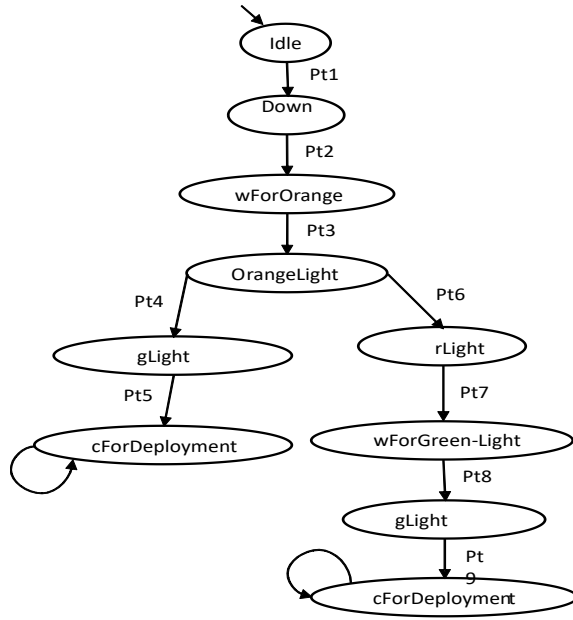 Idle
Pt1
Down
Pt2
wForOrange
Pt3
OrangeLight
Pt4
Pt6
gLight
rLight
Pt5
Pt7
cForDeployment
wForGreen-Light
Pt8
gLight
Pt
9
cForDeployment